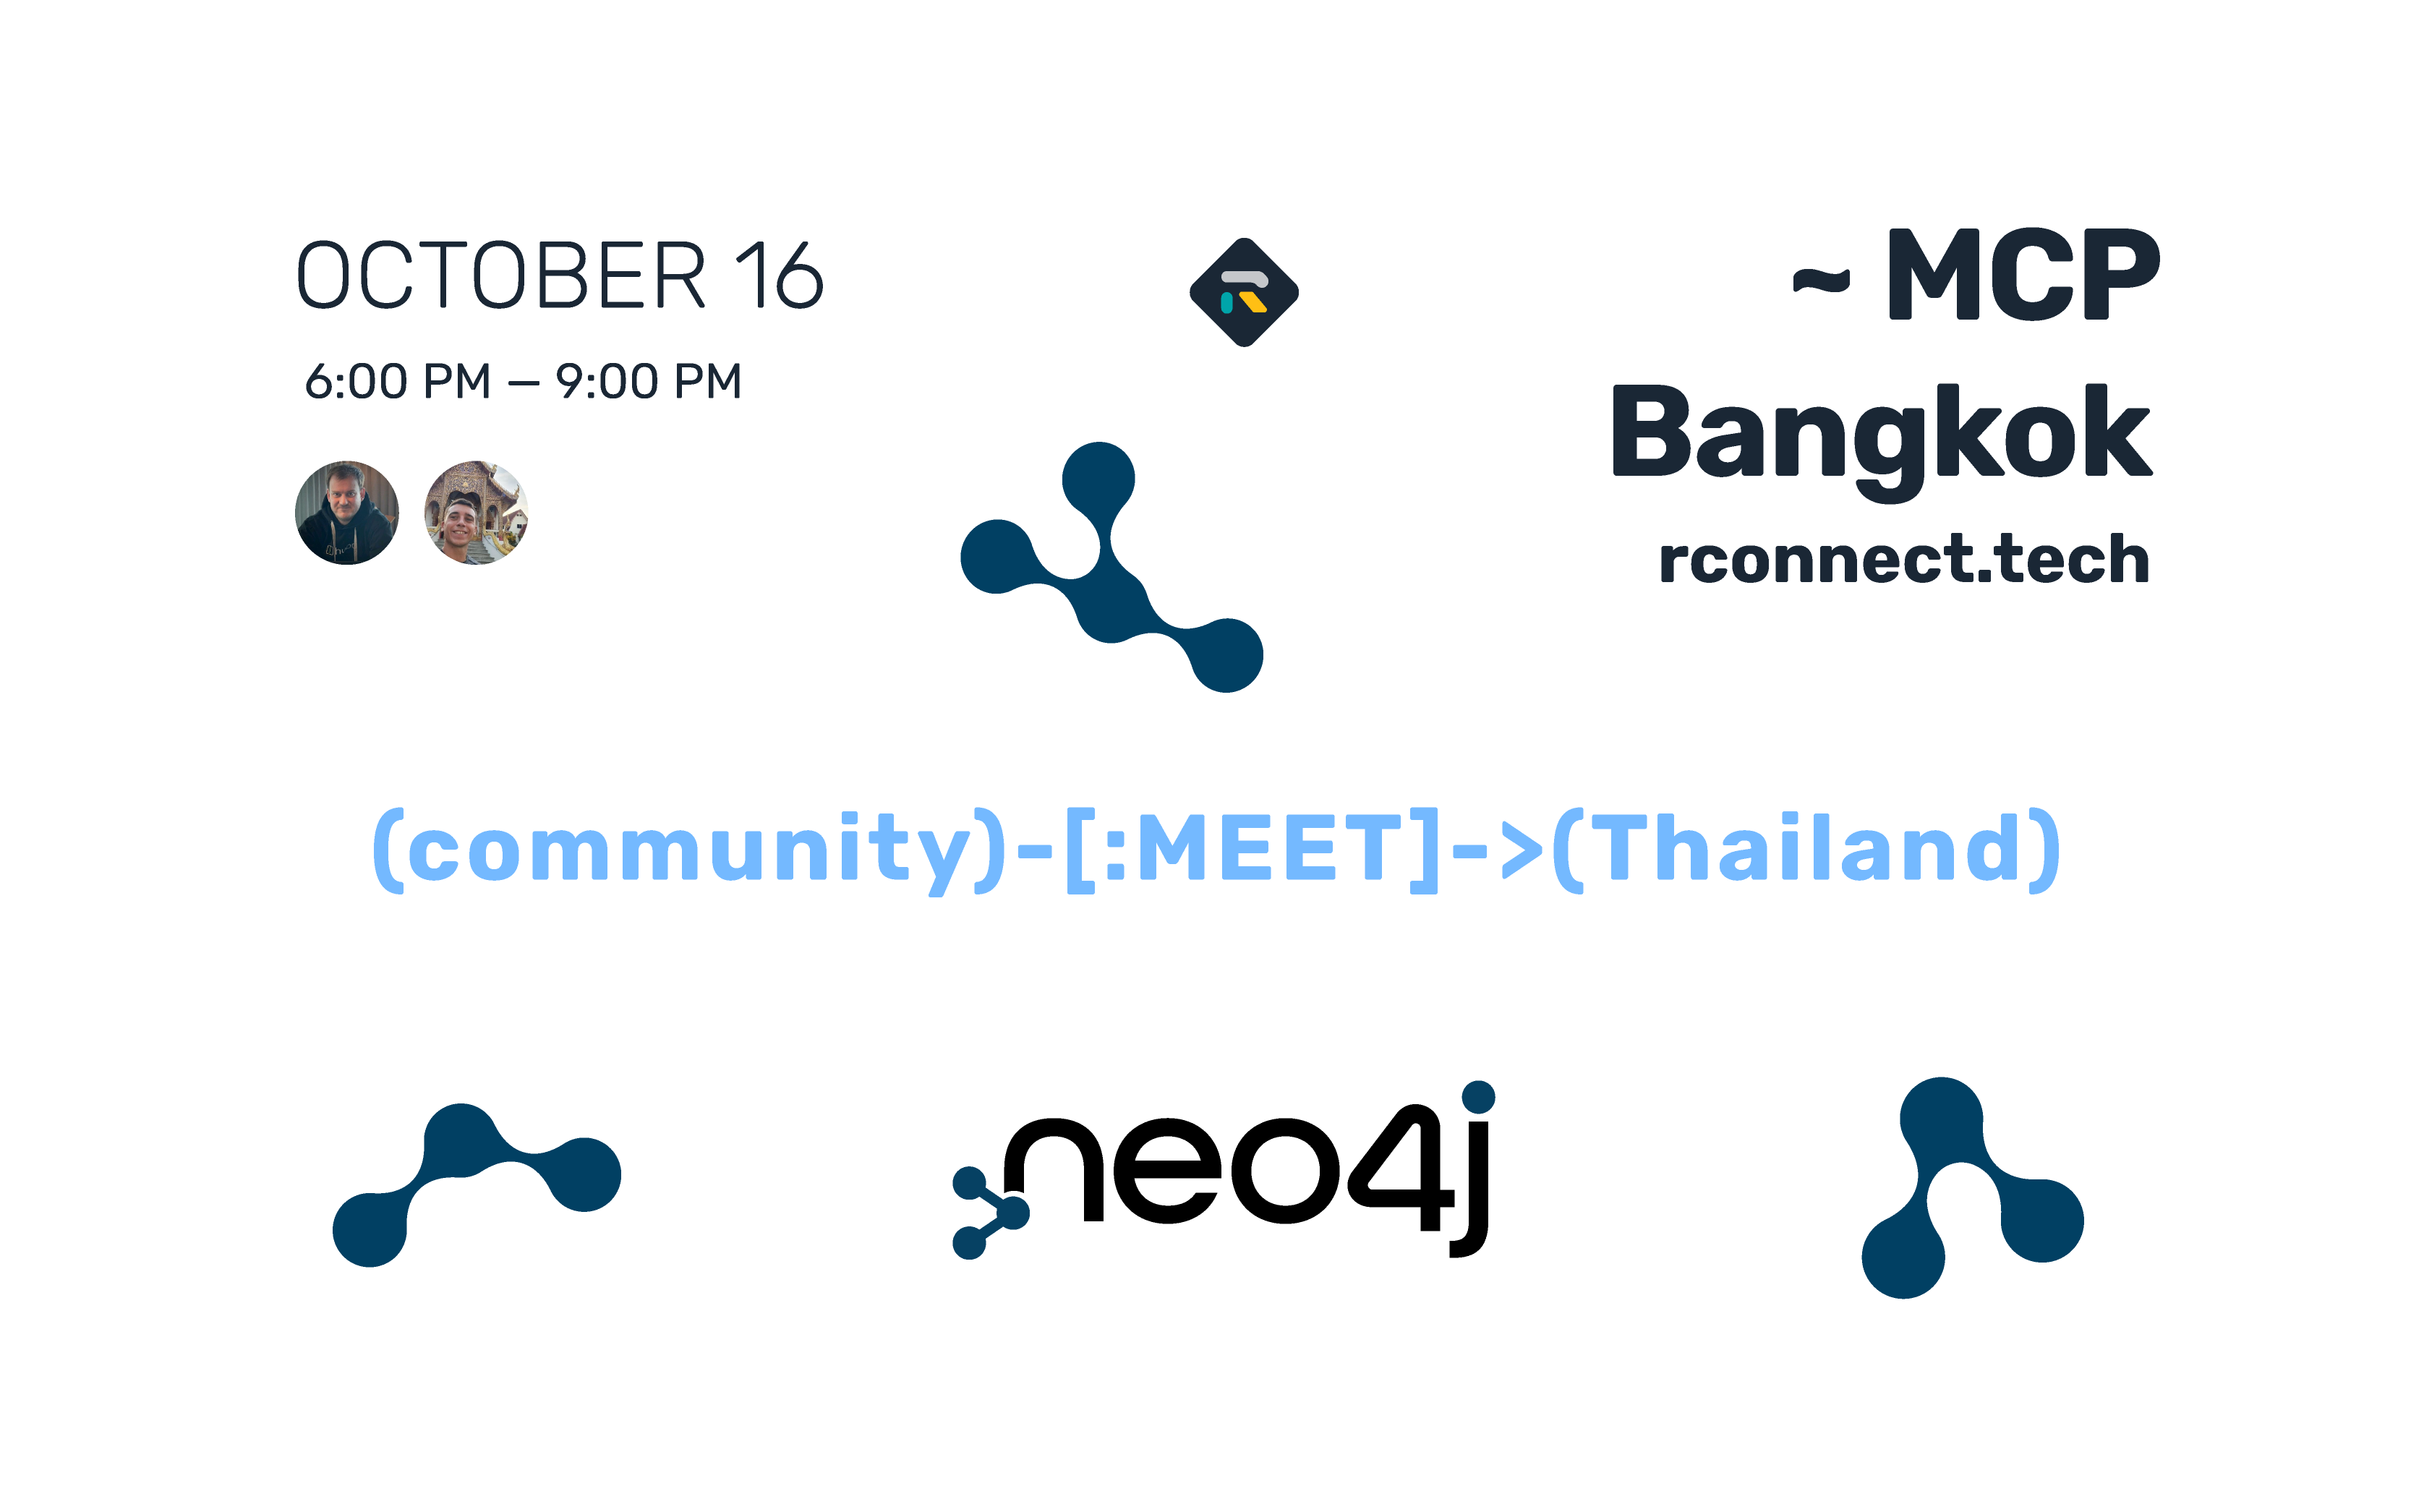 OCTOBER 16
6:00 PM — 9:00 PM
~ MCP
Bangkok
rconnect.tech
(community)-[:MEET]->(Thailand)
neo4j